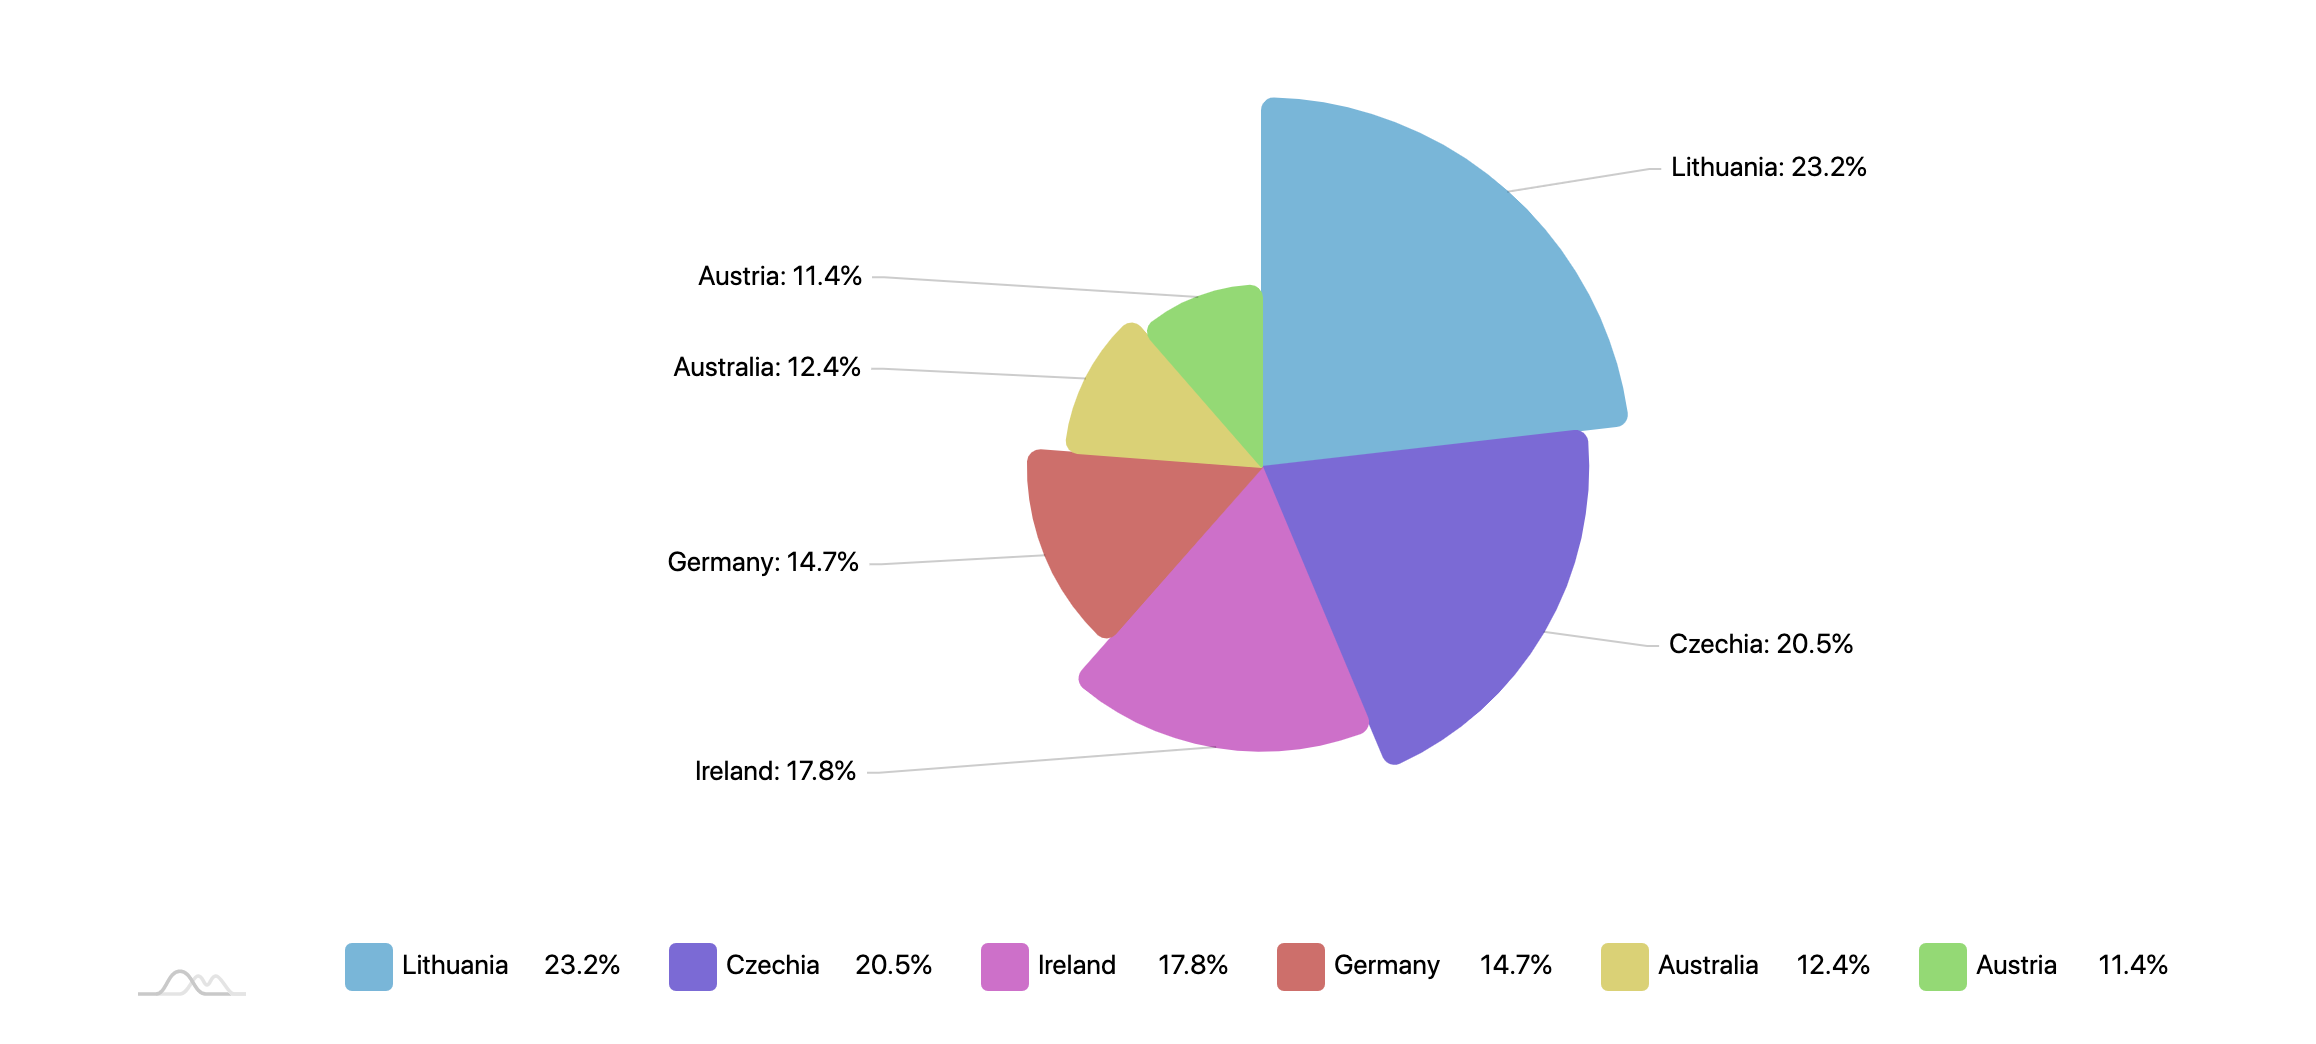 Lithuania: 23.2%
Austria: 11.4%
Australia: 12.4%
Germany: 14.7%
Czechia: 20.5%
Ireland: 17.8%
Lithuania 23.2% Czechia 20.5% Ireland 17.8% Germany 14.7% Australia 12.4% Austria 11.4%